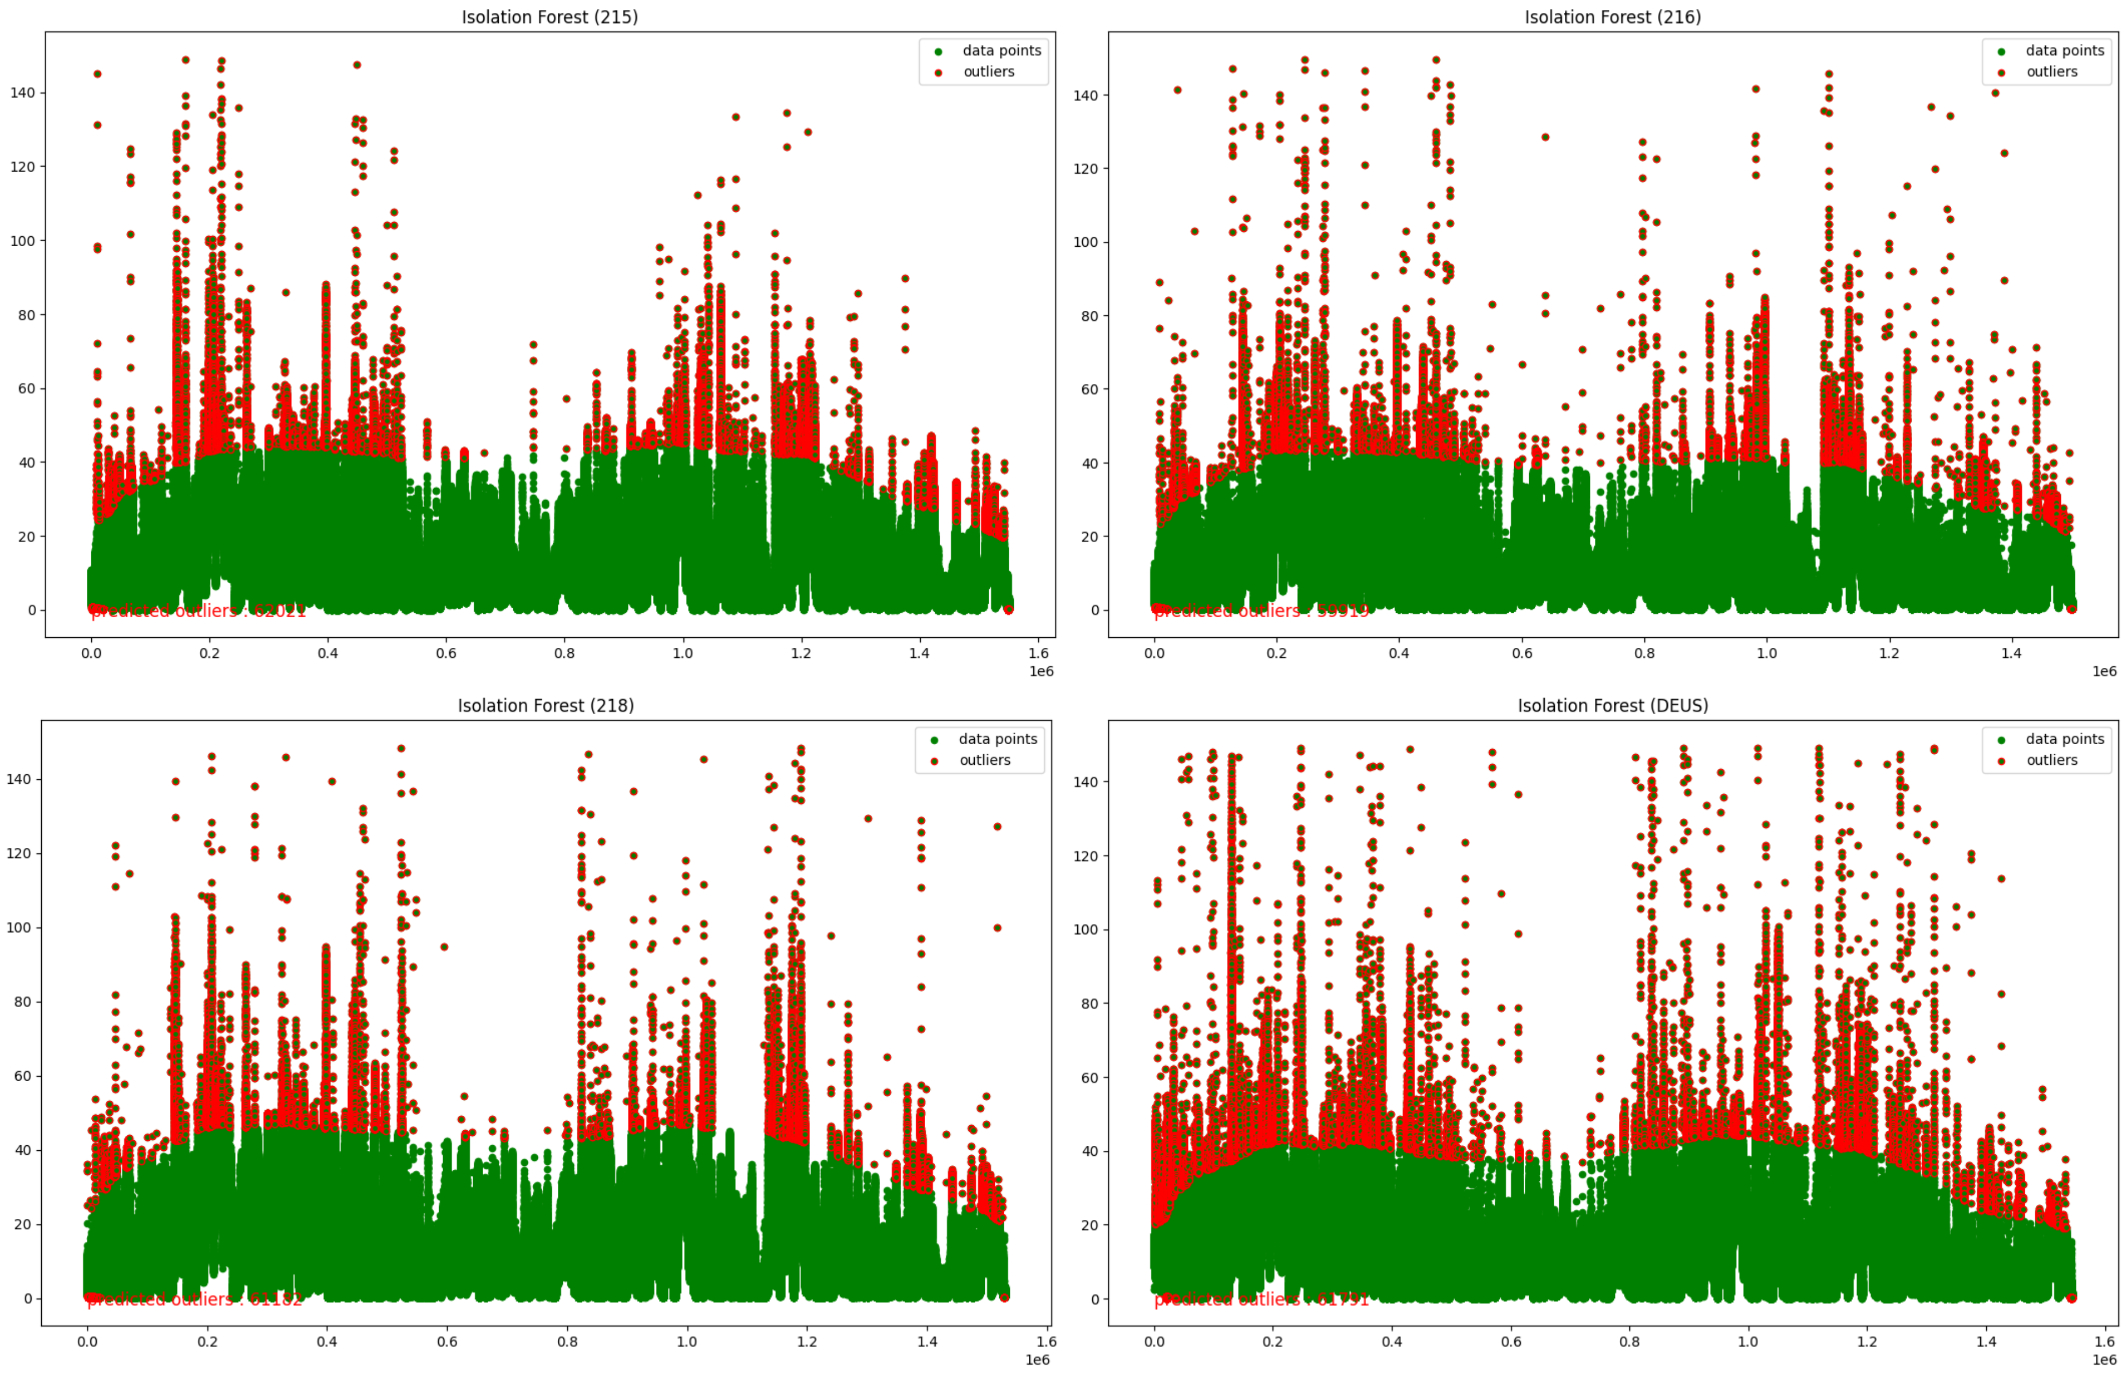 Isolation Forest (215)
data points
outliers
140
120
100
80
60
40
20
0
predicted outliers : 62021
0.0 0.2 0.4 0.6 0.8 1.0 1.2 1.4 1.6
1e6
Isolation Forest (216)
data points
outliers
140
120
100
80
60
40
20
0
predicted outliers : 59919
0.0 0.2 0.4 0.6 0.8 1.0 1.2 1.4
1e6
Isolation Forest (218)
data points
outliers
140
120
100
80
60
40
20
0
predicted outliers : 61182
0.0 0.2 0.4 0.6 0.8 1.0 1.2 1.4 1.6
1e6
Isolation Forest (DEUS)
data points
outliers
140
120
100
80
60
40
20
0
predicted outliers : 61791
0.0 0.2 0.4 0.6 0.8 1.0 1.2 1.4 1.6
1e6